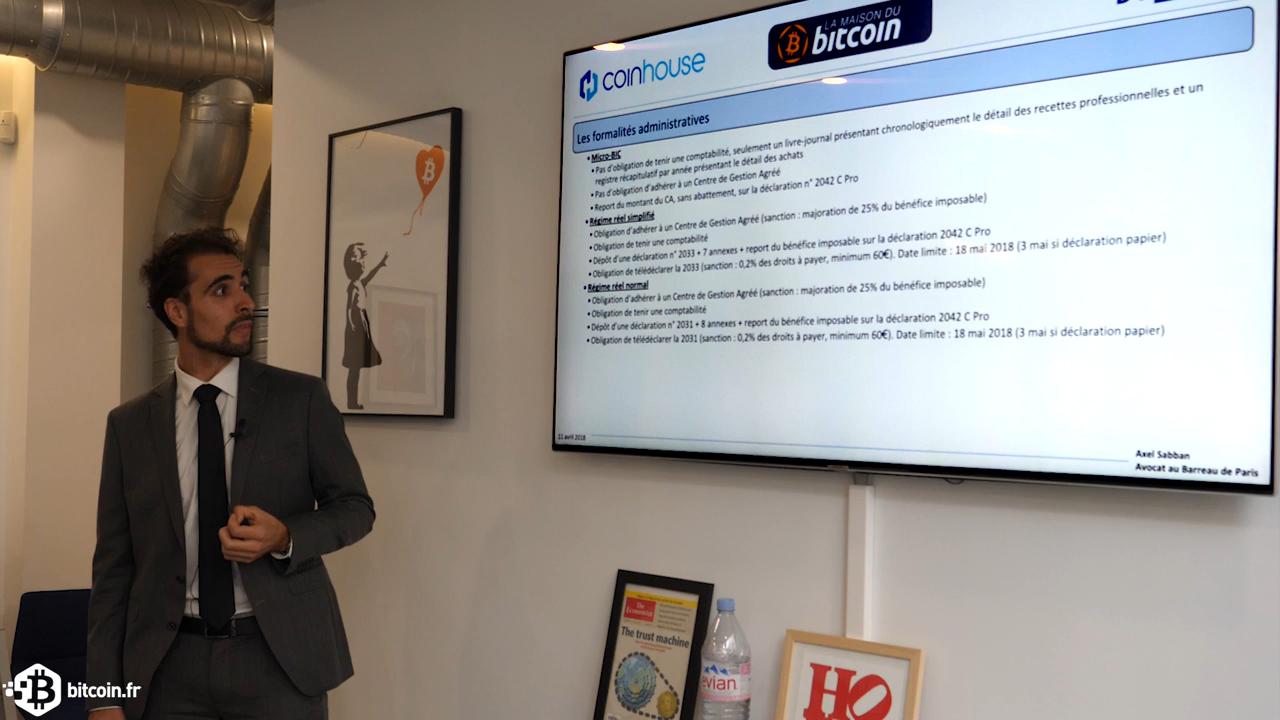 coinhouse
LA MAISON DU
bitcoin
Les formalités administratives
• Micro-BIC
• Pas d'obligation de tenir une comptabilité, seulement un livre-journal présentant chronologiquement le détail des recettes professionnelles et un
registre récapitulatif par année présentant le détail des achats
• Pas d'obligation d'adhérer à un Centre de Gestion Agréé
• Report du montant du CA, sans abattement, sur la déclaration n° 2042 C Pro
• Régime réel simplifié
• Obligation d'adhérer à un Centre de Gestion Agréé (sanction : majoration de 25% du bénéfice imposable)
• Obligation de tenir une comptabilité
• Dépôt d'une déclaration n° 2033 + 7 annexes + report du bénéfice imposable sur la déclaration 2042 C Pro
• Obligation de télédéclarer la 2033 (sanction : 0,2% des droits à payer, minimum 60€). Date limite : 18 mai 2018 (3 mai si déclaration papier)
• Régime réel normal
• Obligation d'adhérer à un Centre de Gestion Agréé (sanction : majoration de 25% du bénéfice imposable)
• Obligation de tenir une comptabilité
• Dépôt d'une déclaration n° 2031 + 8 annexes + report du bénéfice imposable sur la déclaration 2042 C Pro
• Obligation de télédéclarer la 2031 (sanction : 0,2% des droits à payer, minimum 60€). Date limite : 18 mai 2018 (3 mai si déclaration papier)
11 avril 2018
Axel Sabban
Avocat au Barreau de Paris
The
Economist
The trust machine
evian
HO
bitcoin.fr